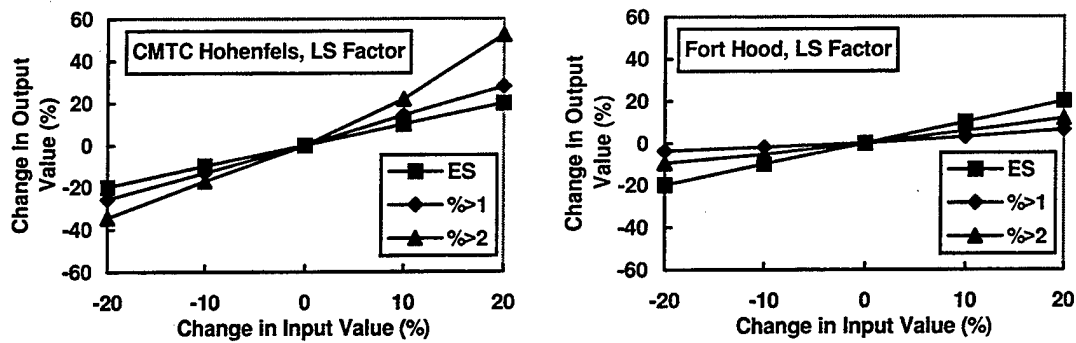 CMTC Hohenfels, LS Factor
Change in Output
Value (%)
60
40
20
0
-20
-40
-60
ES
%>1
%>2
-20
-10
0
10
20
Change in Input Value (%)
Fort Hood, LS Factor
Change in Output
Value (%)
60
40
20
0
-20
-40
-60
ES
%>1
%>2
-20
-10
0
10
20
Change in Input Value (%)